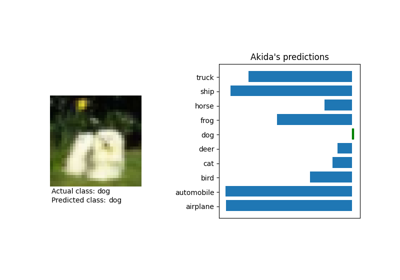 Akida's predictions
truck
ship
horse
frog
dog
deer
cat
bird
automobile
airplane
Actual class: dog
Predicted class: dog